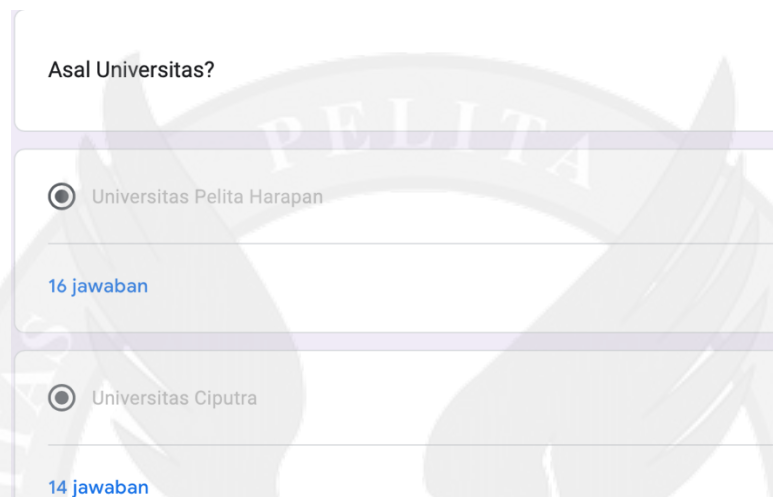 Asal Universitas?
PELITA
Universitas Pelita Harapan
16 jawaban
Universitas Ciputra
14 jawaban